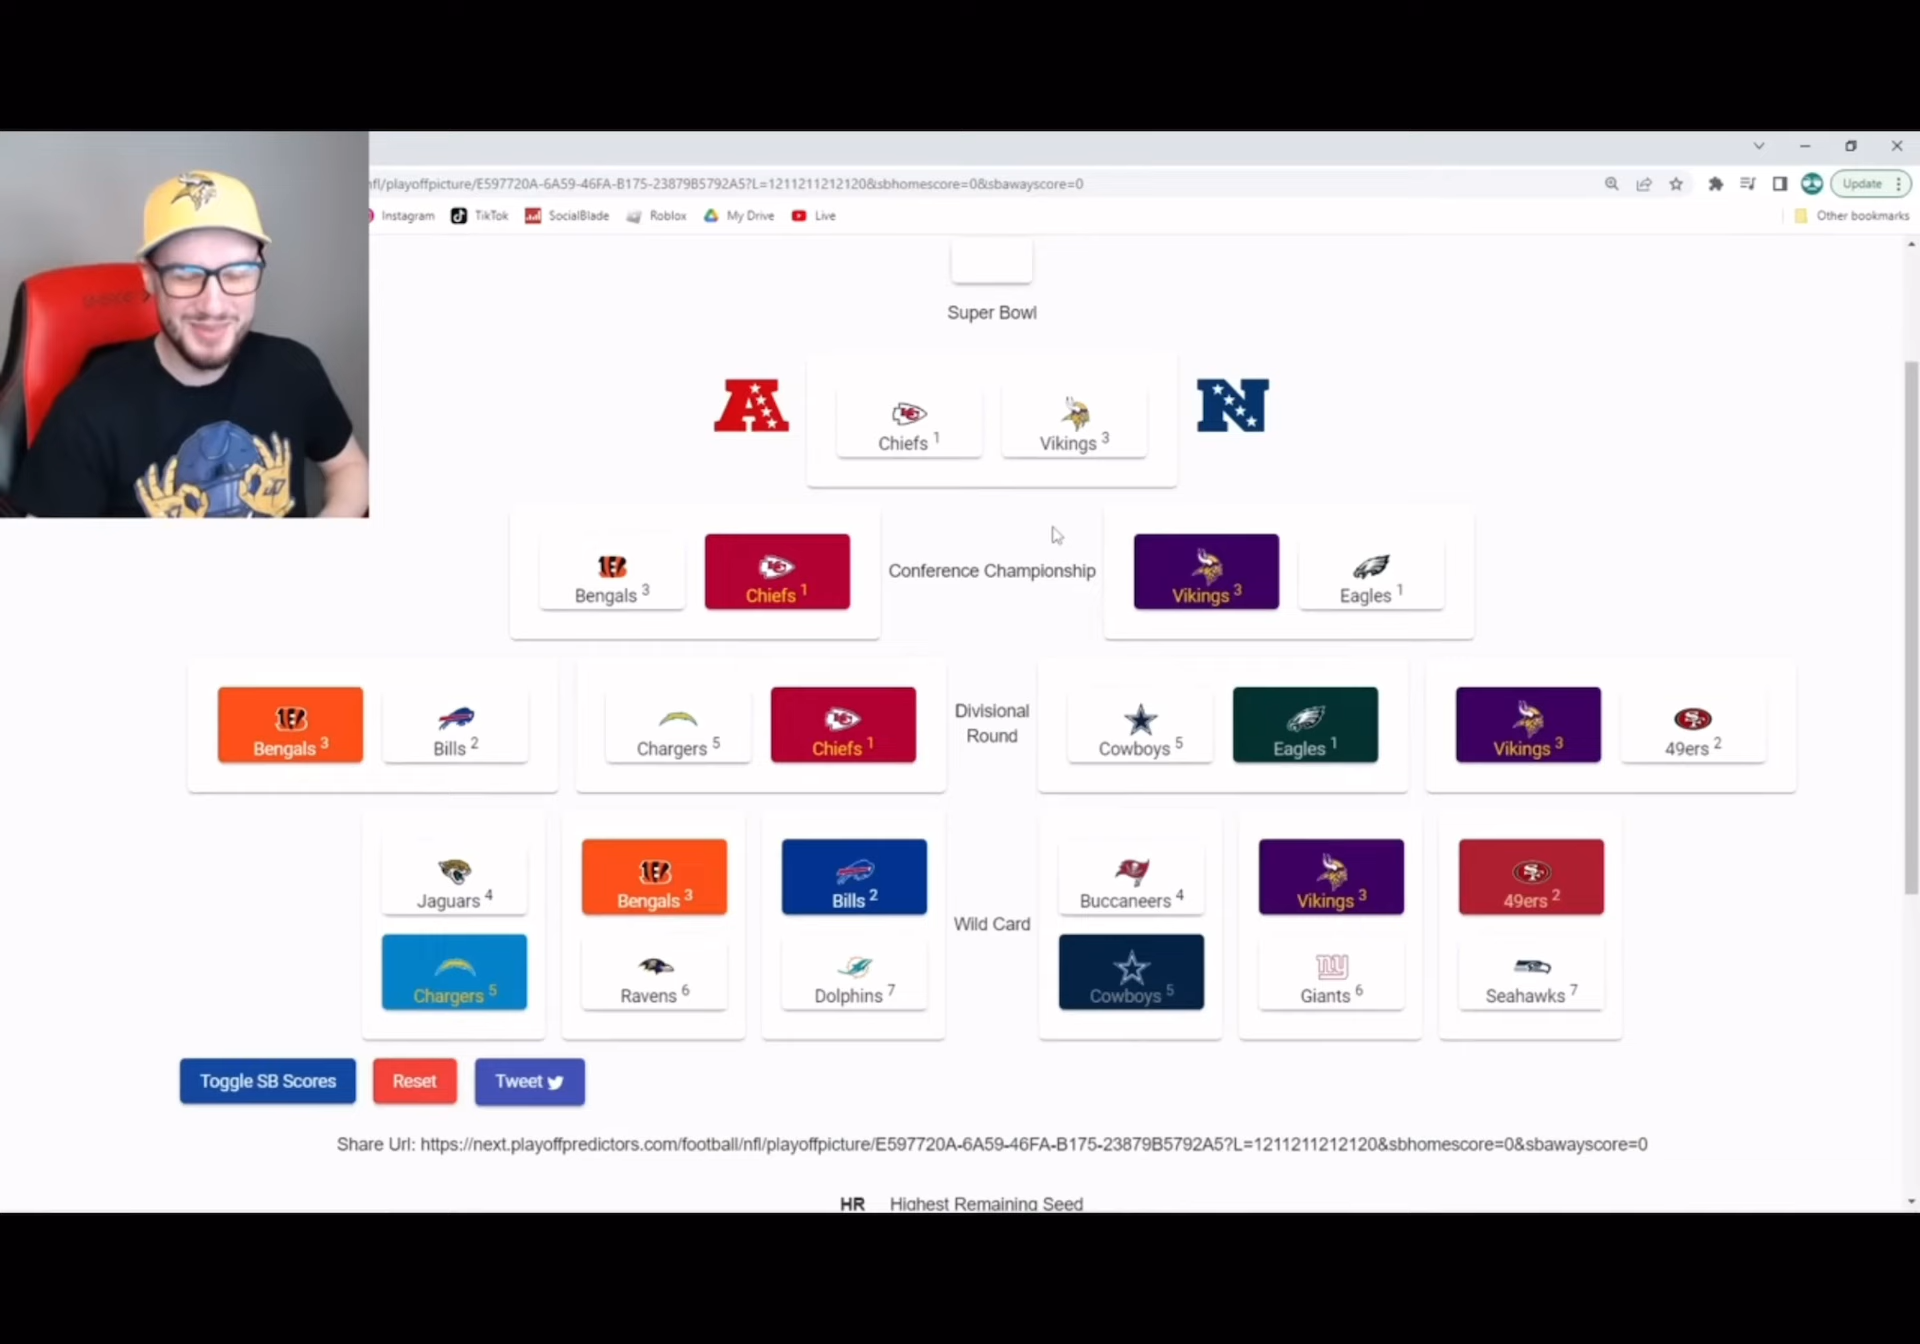 nfl/playoffpicture/E597720A-6A59-46FA-B175-23879B5792A5?L=1211211212120&sbhomescore=0&sbawayscore=0
Update
Instagram TikTok SocialBlade Roblox My Drive Live Other bookmarks
Super Bowl
A N
Chiefs 1 Vikings 3
Bengals 3 Chiefs 1 Conference Championship Vikings 3 Eagles 1
Divisional
Round
Bengals 3 Bills 2 Chargers 5 Chiefs 1 Cowboys 5 Eagles 1 Vikings 3 49ers 2
Jaguars 4 Bengals 3 Bills 2 Buccaneers 4 Vikings 3 49ers 2
Wild Card
Chargers 5 Ravens 6 Dolphins 7 Cowboys 5 Giants 6 Seahawks 7
Toggle SB Scores Reset Tweet
Share Url: https://next.playoffpredictors.com/football/nfl/playoffpicture/E597720A-6A59-46FA-B175-23879B5792A5?L=1211211212120&sbhomescore=0&sbawayscore=0
HR Highest Remaining Seed